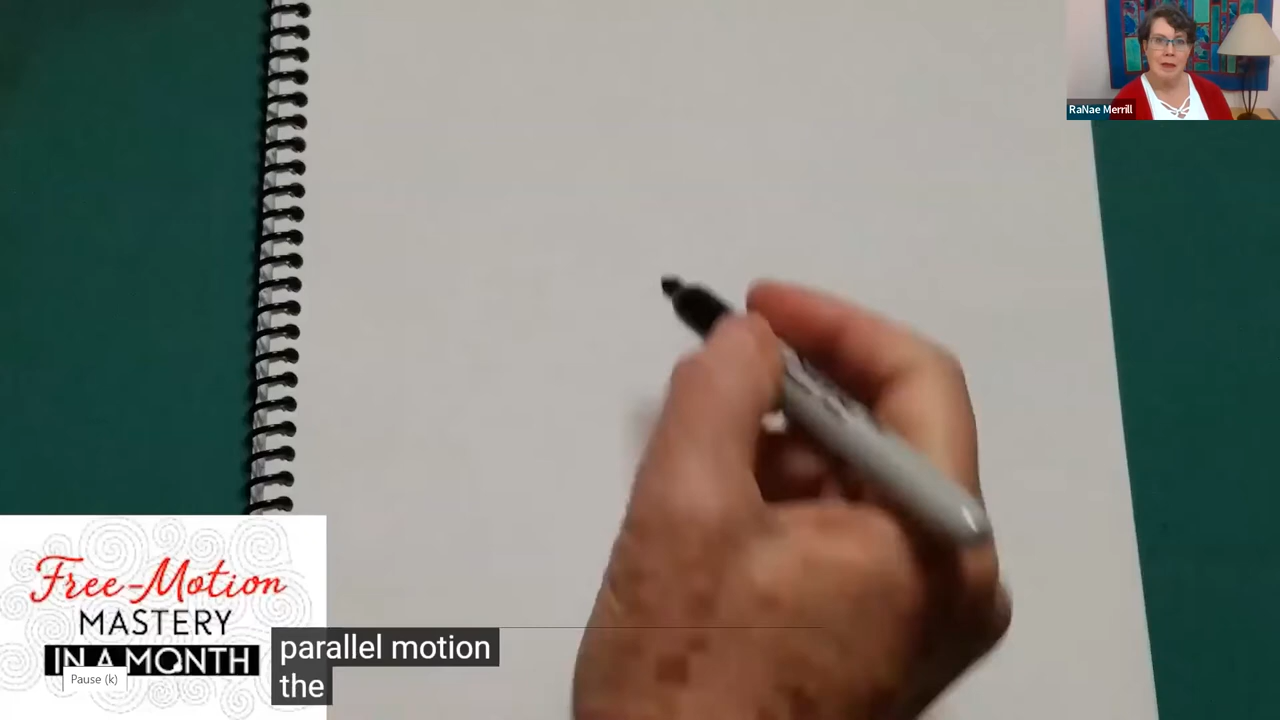 RaNae Merrill
Free-Motion
MASTERY
IN A MONTH
Pause (k)
parallel motion
the